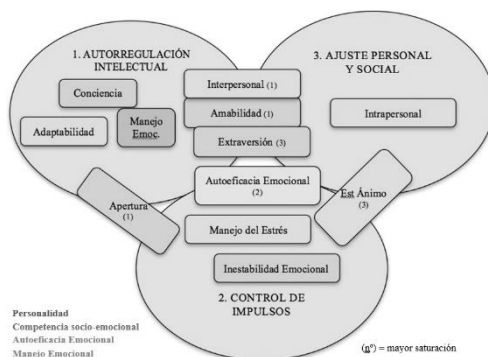 1. AUTORREGULACIÓN
INTELECTUAL
3. AJUSTE PERSONAL
Y SOCIAL
Conciencia
Adaptabilidad
Manejo
Emoc.
Interpersonal (1)
Amabilidad (1)
Extraversión (3)
Intrapersonal
Autoeficacia Emocional
(2)
Apertura
(1)
Est Ánimo
(3)
Manejo del Estrés
Inestabilidad Emocional
2. CONTROL DE
IMPULSOS
Personalidad
Competencia socio-emocional
Autoeficacia Emocional
Manejo Emocional
(nº) = mayor saturación